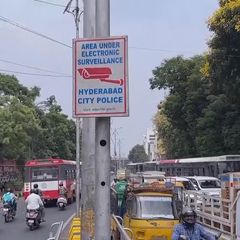 AREA UNDER
ELECTRONIC
SURVEILLANCE
HYDERABAD
CITY POLICE